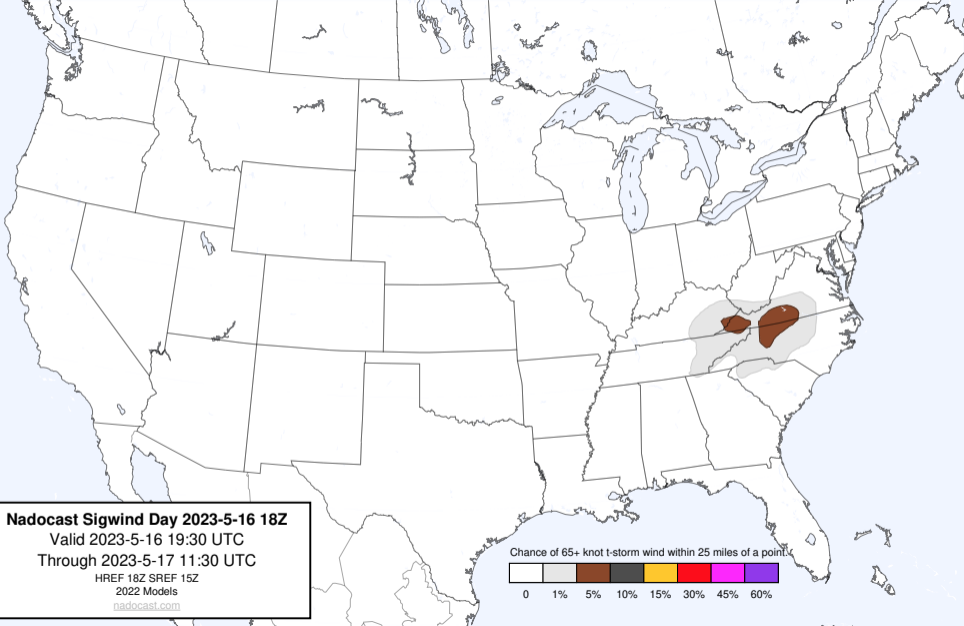 Nadocast Sigwind Day 2023-5-16 18Z
Valid 2023-5-16 19:30 UTC
Through 2023-5-17 11:30 UTC
HREF 18Z SREF 15Z
2022 Models
nadocast.com
Chance of 65+ knot t-storm wind within 25 miles of a point.
0 1% 5% 10% 15% 30% 45% 60%